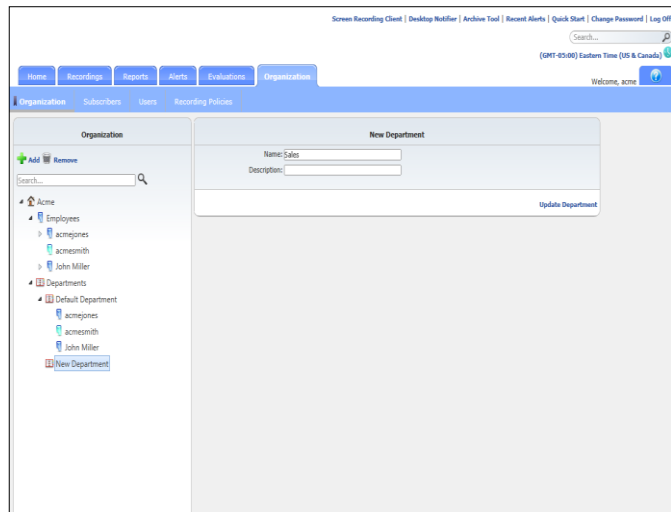 Screen Recording Client | Desktop Notifier | Archive Tool | Recent Alerts | Quick Start | Change Password | Log Off
Search...
(GMT-05:00) Eastern Time (US & Canada)
Home Recordings Reports Alerts Evaluations Organization
Welcome, acme
Organization Subscribers Users Recording Policies
Organization
New Department
Add Remove
Name: Sales
Description:
Search...
Update Department
Acme
Employees
acmejones
acmesmith
John Miller
Departments
Default Department
acmejones
acmesmith
John Miller
New Department